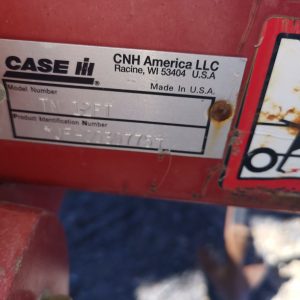 CASE IH
CNH America LLC
Racine, WI 53404 U.S.A
Made in U.S.A.
Model Number
Product Identification Number